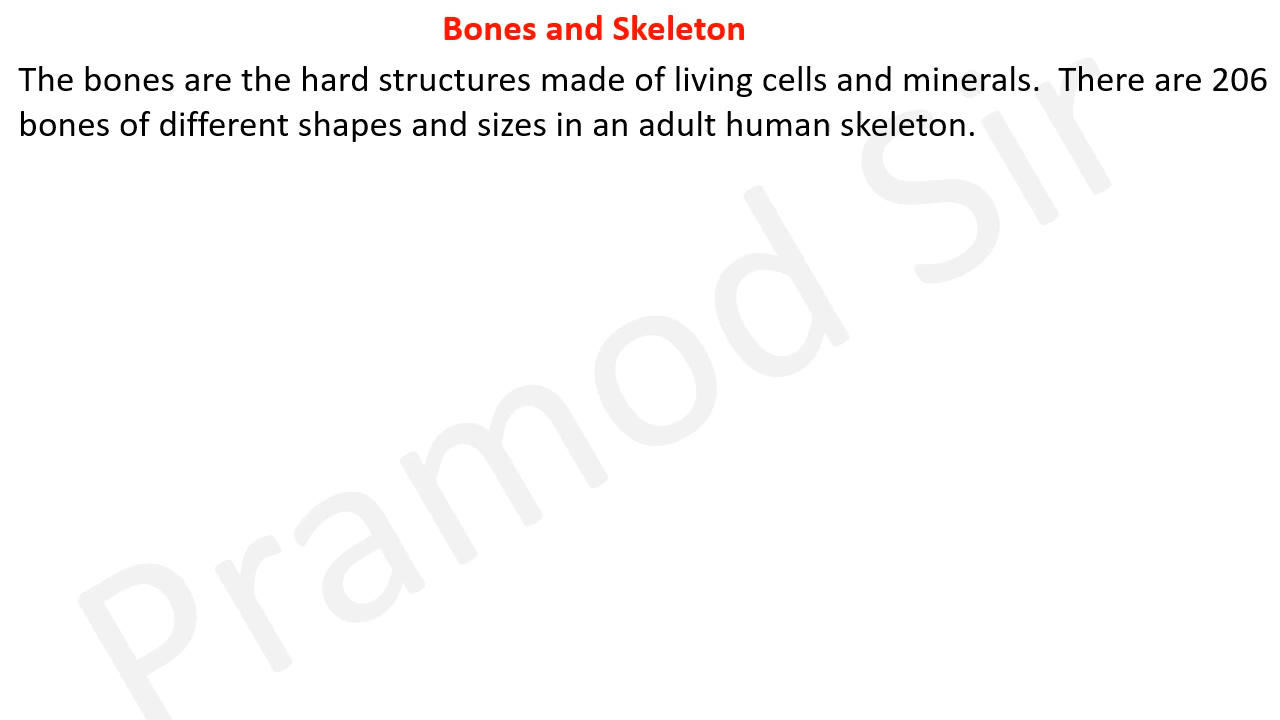 Bones and Skeleton
The bones are the hard structures made of living cells and minerals.  There are 206
bones of different shapes and sizes in an adult human skeleton.
Pramod Sir